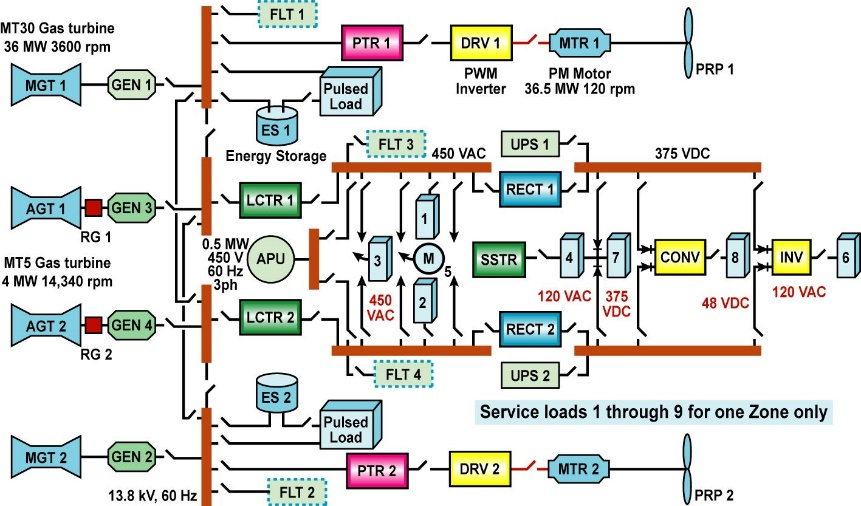 FLT 1
MT30 Gas turbine
36 MW 3600 rpm
PTR 1
DRV 1
MTR 1
PRP 1
PWM
Inverter
PM Motor
36.5 MW 120 rpm
MGT 1
GEN 1
Pulsed
Load
ES 1
Energy Storage
FLT 3
450 VAC
UPS 1
375 VDC
LCTR 1
RECT 1
AGT 1
GEN 3
RG 1
1
0.5 MW
450 V
60 Hz
3ph
APU
3
M
5
SSTR
4
7
CONV
8
INV
6
MT5 Gas turbine
4 MW 14,340 rpm
450
VAC
2
120 VAC
375
VDC
48 VDC
120 VAC
AGT 2
GEN 4
RG 2
LCTR 2
RECT 2
FLT 4
UPS 2
ES 2
Pulsed
Load
Service loads 1 through 9 for one Zone only
MGT 2
GEN 2
PTR 2
DRV 2
MTR 2
PRP 2
13.8 kV, 60 Hz
FLT 2